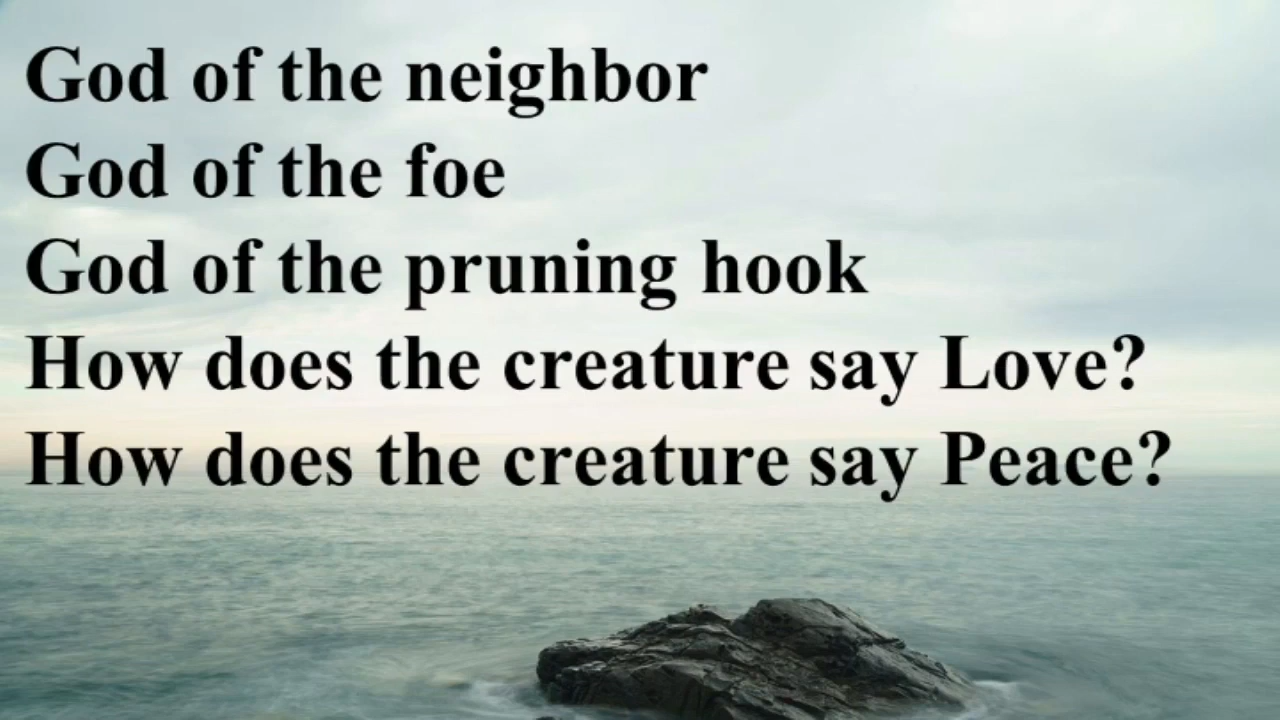 God of the neighbor
God of the foe
God of the pruning hook
How does the creature say Love?
How does the creature say Peace?